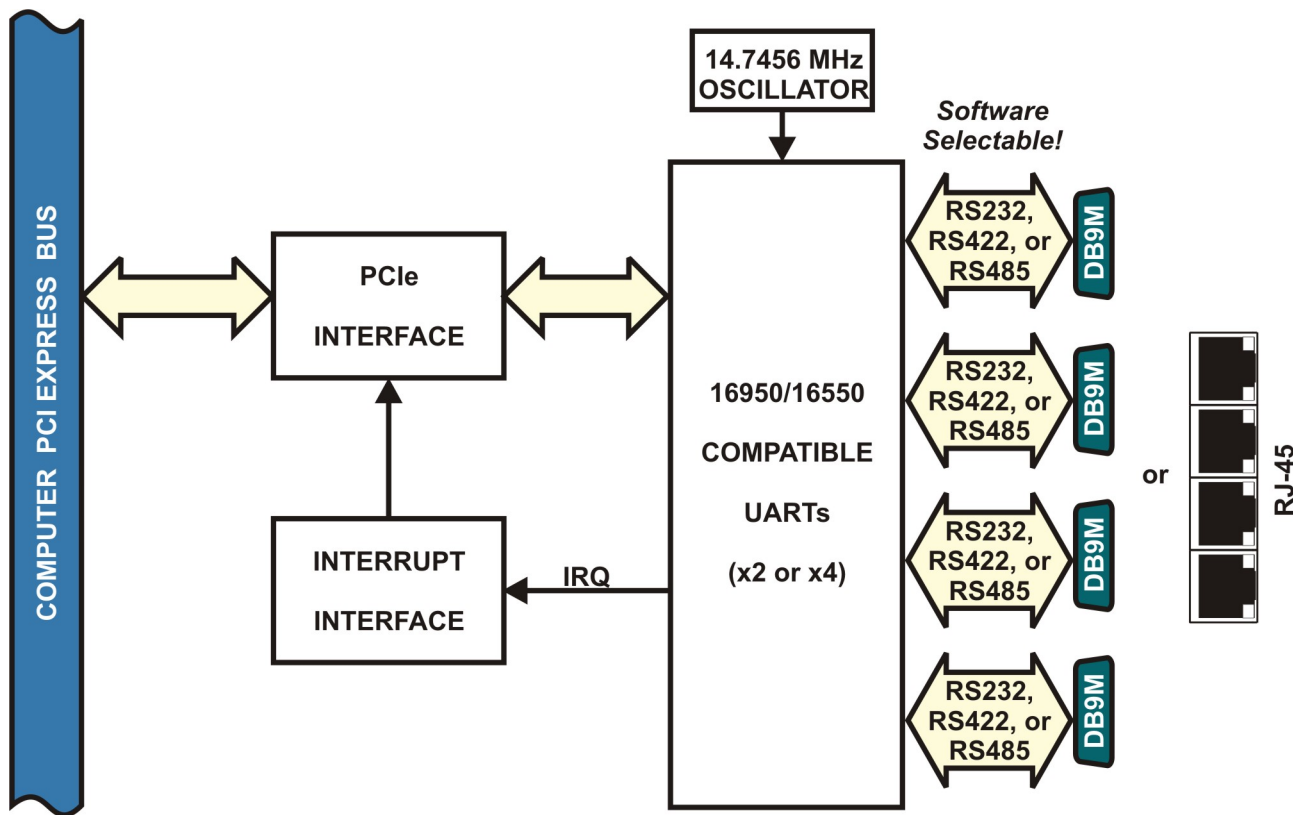 COMPUTER PCI EXPRESS BUS
14.7456 MHz
OSCILLATOR
Software
Selectable!
PCIe
INTERFACE
INTERRUPT
INTERFACE
IRQ
16950/16550
COMPATIBLE
UARTs
(x2 or x4)
RS232,
RS422, or
RS485
DB9M
RS232,
RS422, or
RS485
DB9M
RS232,
RS422, or
RS485
DB9M
RS232,
RS422, or
RS485
DB9M
or
RJ-45